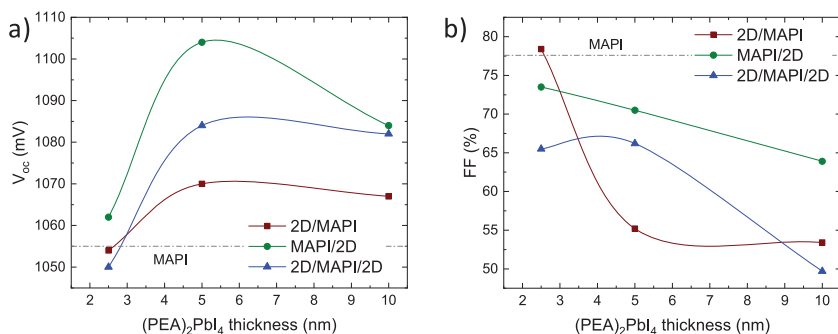 a)
1110
1100
1090
1080
1070
1060
1050
V_oc (mV)
MAPI
2D/MAPI
MAPI/2D
2D/MAPI/2D
2 3 4 5 6 7 8 9 10
(PEA)₂PbI₄ thickness (nm)
b)
80
75
70
65
60
55
50
FF (%)
MAPI
2D/MAPI
MAPI/2D
2D/MAPI/2D
2 3 4 5 6 7 8 9 10
(PEA)₂PbI₄ thickness (nm)